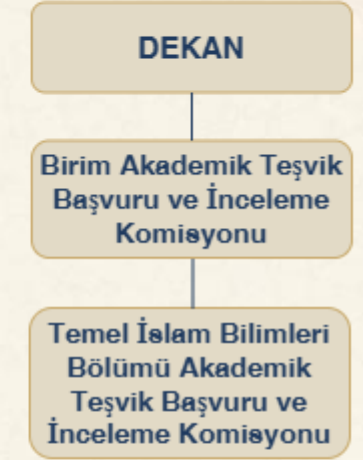 DEKAN
Birim Akademik Teşvik
Başvuru ve İnceleme
Komisyonu
Temel İslam Bilimleri
Bölümü Akademik
Teşvik Başvuru ve
İnceleme Komisyonu